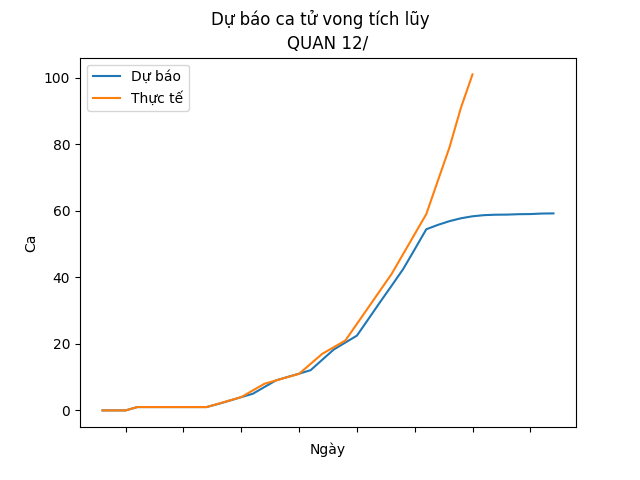 Dự báo ca tử vong tích lũy
QUAN 12/
Dự báo
Thực tế
100
80
60
40
20
0
Ca
Ngày